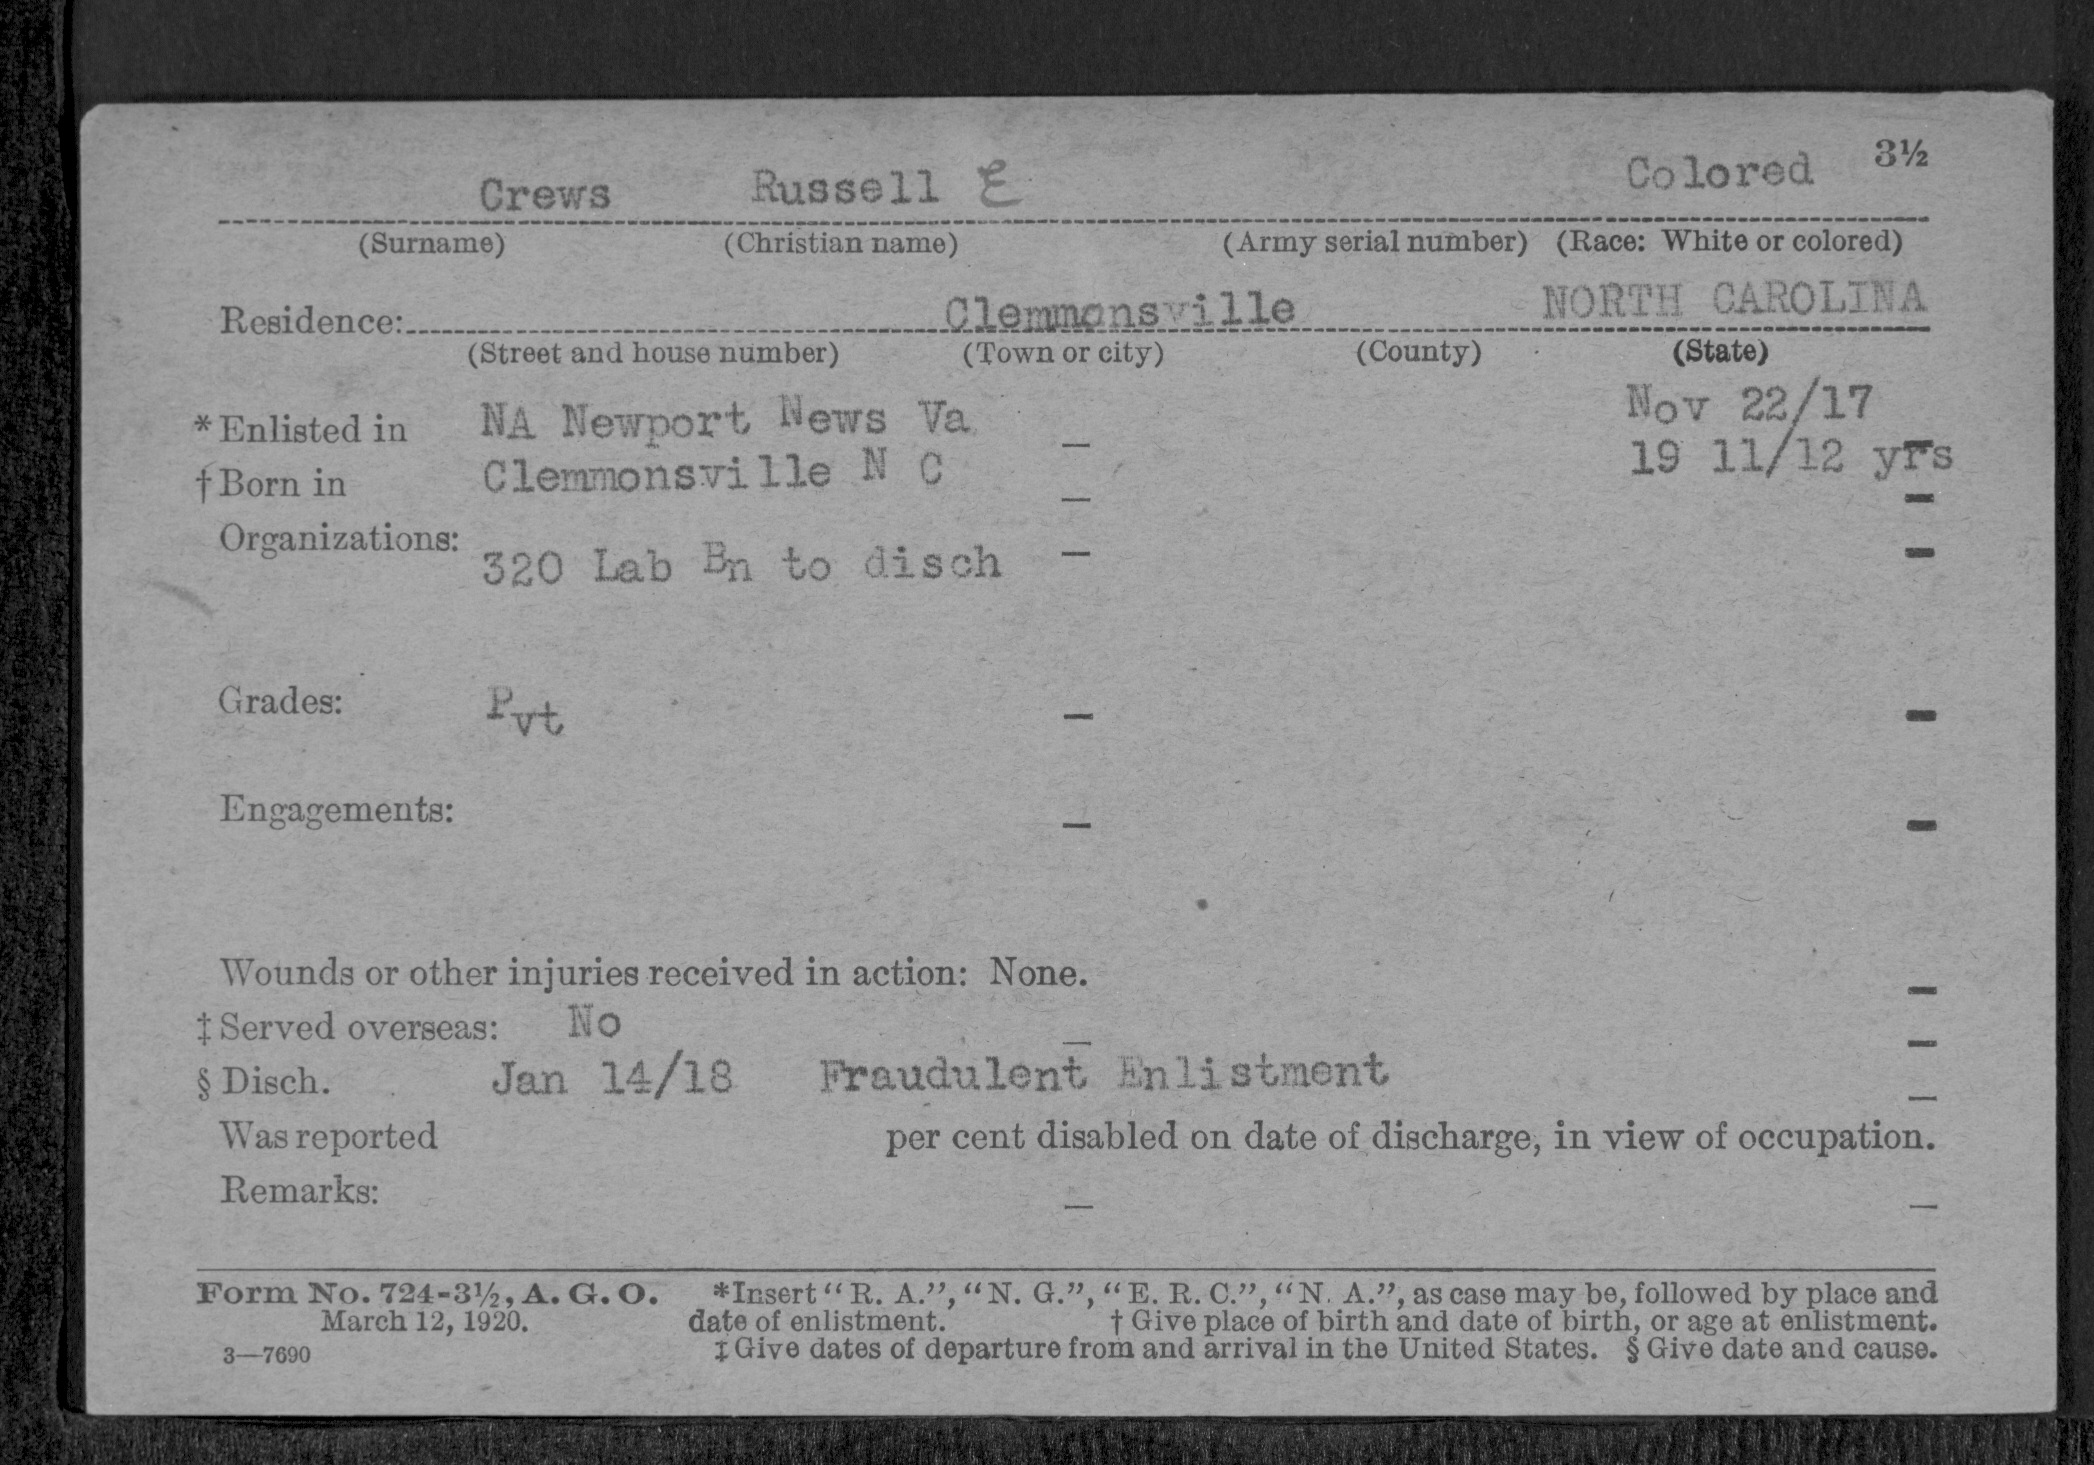 3½
Crews Russell E Colored
(Surname) (Christian name) (Army serial number) (Race: White or colored)
Residence: Clemmonsville NORTH CAROLINA
(Street and house number) (Town or city) (County) (State)
*Enlisted in NA Newport News Va – Nov 22/17
†Born in Clemmonsville N C – 19 11/12 yrs –
Organizations: 320 Lab Bn to disch – –
Grades: Pvt – –
Engagements: – –
Wounds or other injuries received in action: None. –
‡Served overseas: No – –
§Disch. Jan 14/18 Fraudulent Enlistment –
Was reported per cent disabled on date of discharge, in view of occupation.
Remarks: – –
Form No. 724-3½, A. G. O. *Insert “R. A.”, “N. G.”, “E. R. C.”, “N. A.”, as case may be, followed by place and
March 12, 1920. date of enlistment. †Give place of birth and date of birth, or age at enlistment.
3—7690 ‡Give dates of departure from and arrival in the United States. §Give date and cause.